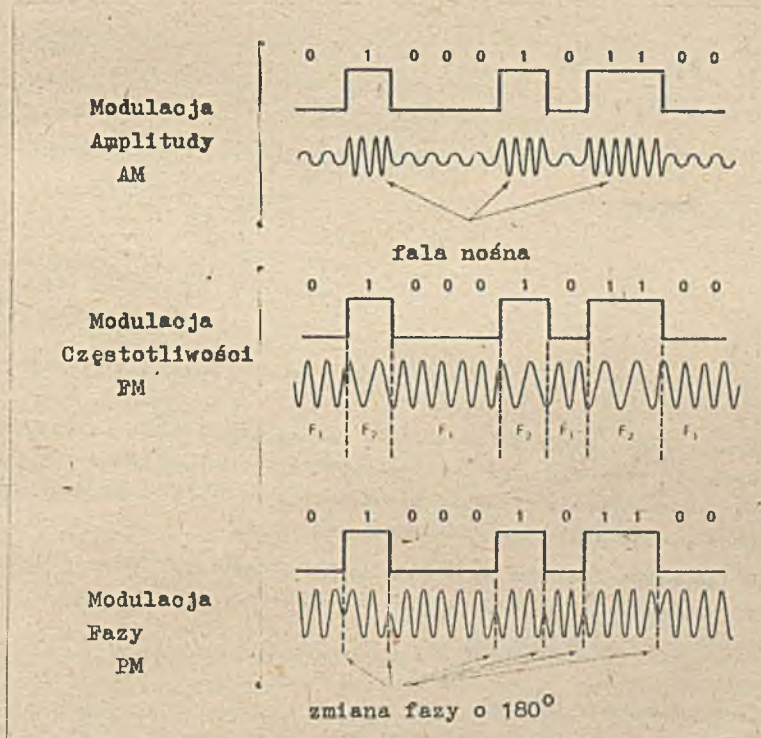 0 1 0 0 0 1 0 1 1 0 0
Modulacja
Amplitudy
AM
fala nośna
0 1 0 0 0 1 0 1 1 0 0
Modulacja
Częstotliwości
FM
F₁ F₂ F₁ F₂ F₁ F₂ F₁
0 1 0 0 0 1 0 1 1 0 0
Modulacja
Fazy
PM
zmiana fazy o 180°